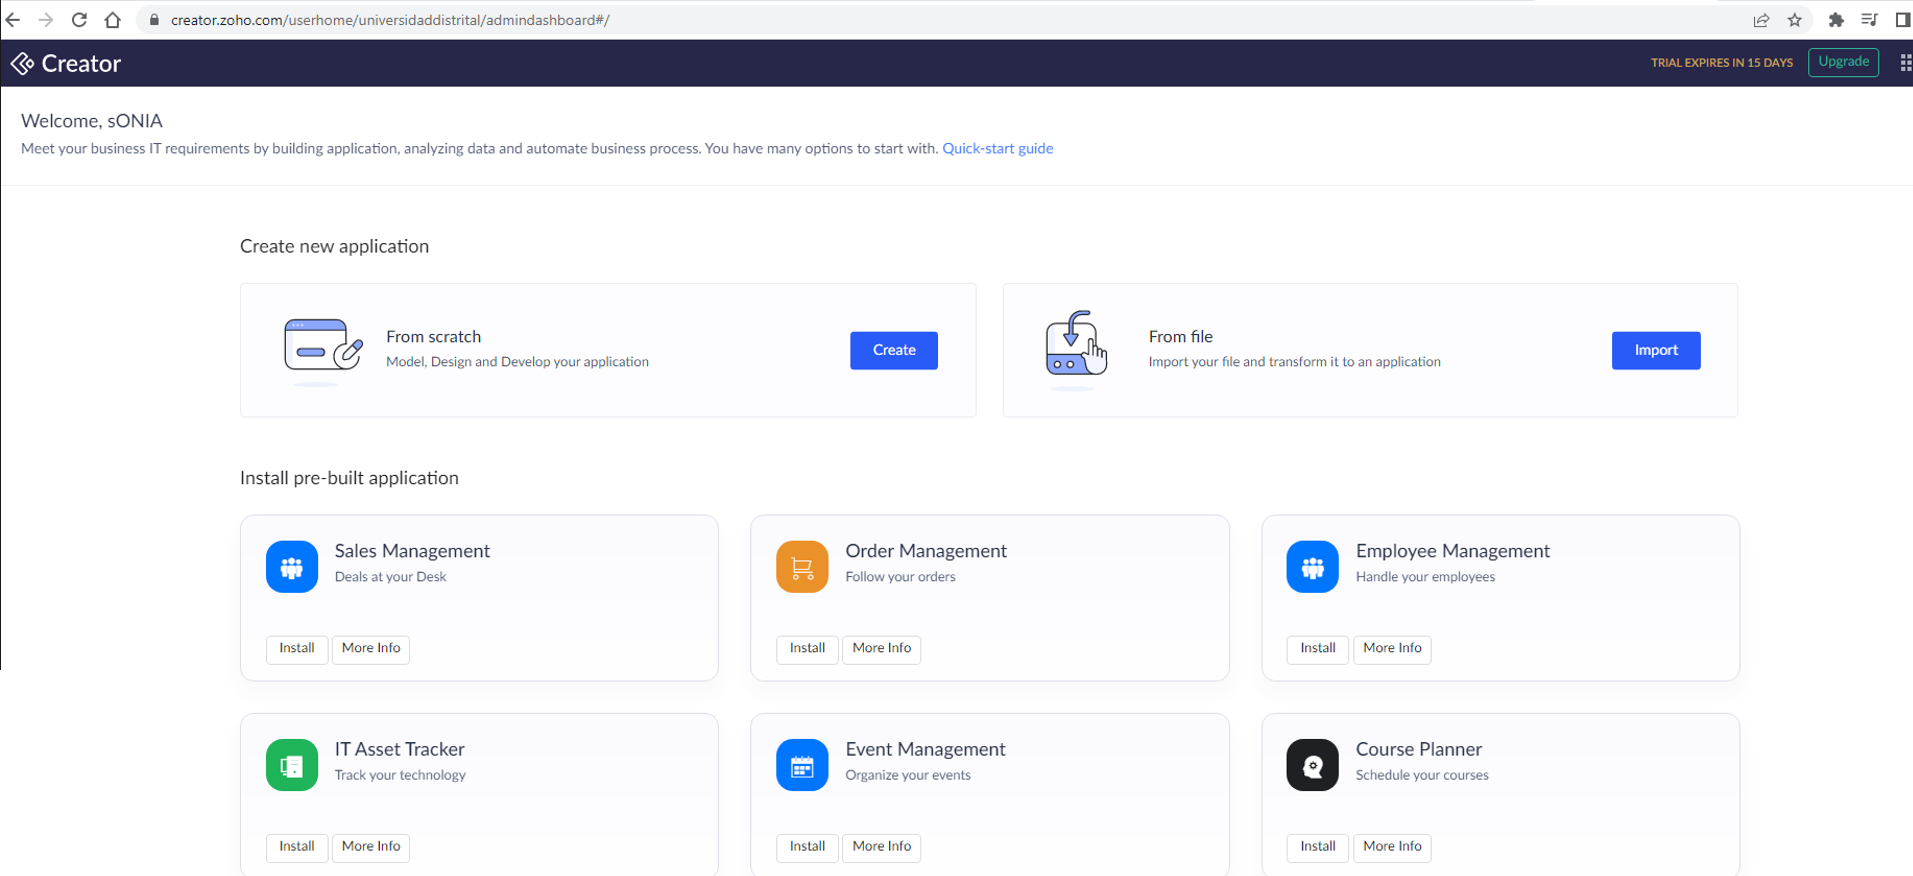 creator.zoho.com/userhome/universidaddistrital/admindashboard#/
Creator
TRIAL EXPIRES IN 15 DAYS
Upgrade
Welcome, sONIA
Meet your business IT requirements by building application, analyzing data and automate business process. You have many options to start with. Quick-start guide
Create new application
From scratch
Model, Design and Develop your application
Create
From file
Import your file and transform it to an application
Import
Install pre-built application
Sales Management
Deals at your Desk
Install More Info
Order Management
Follow your orders
Install More Info
Employee Management
Handle your employees
Install More Info
IT Asset Tracker
Track your technology
Install More Info
Event Management
Organize your events
Install More Info
Course Planner
Schedule your courses
Install More Info